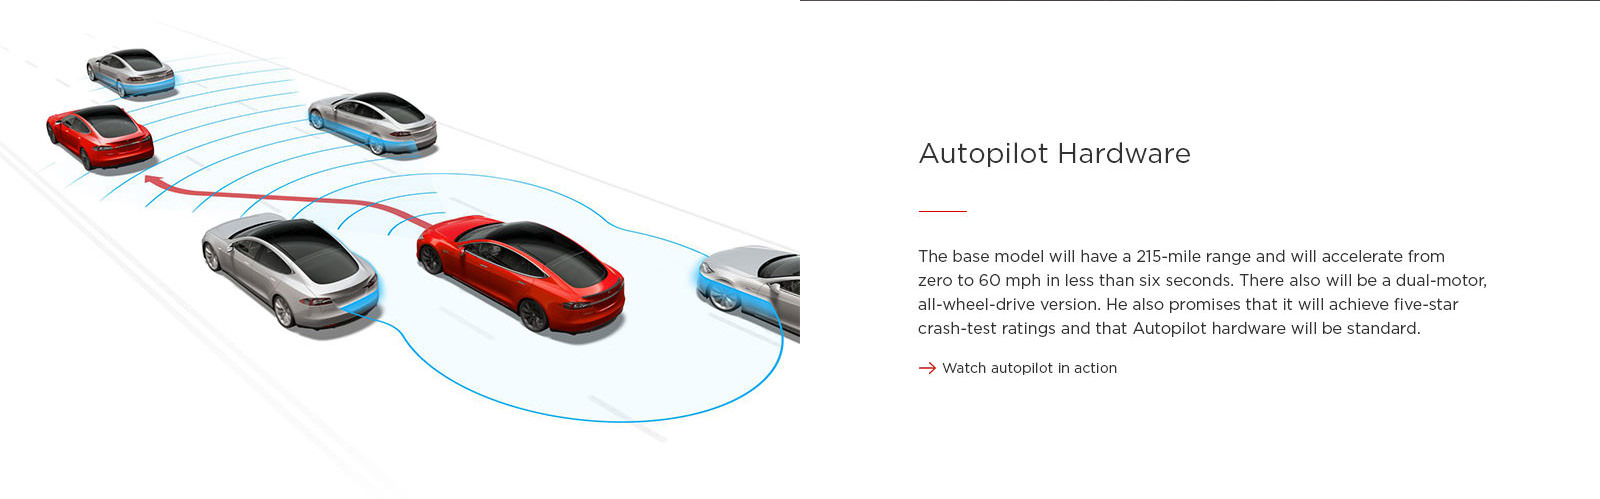 Autopilot Hardware
The base model will have a 215-mile range and will accelerate from
zero to 60 mph in less than six seconds. There also will be a dual-motor,
all-wheel-drive version. He also promises that it will achieve five-star
crash-test ratings and that Autopilot hardware will be standard.
Watch autopilot in action